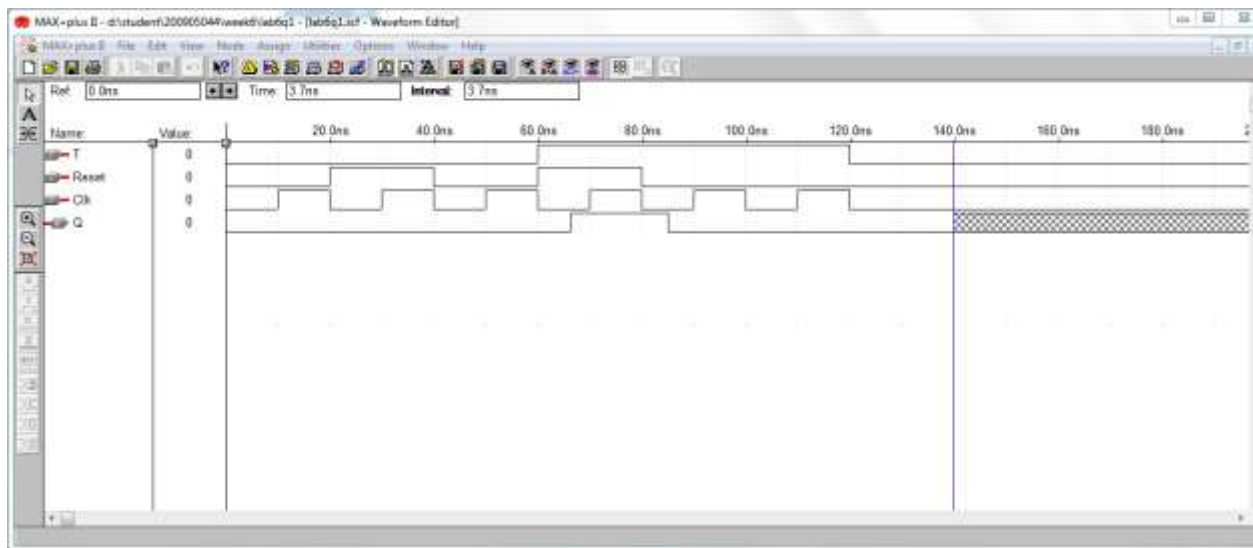 MAX+plus II - d:\student\200905044\week6\lab6q1 - [lab6q1.scf - Waveform Editor]
MAX+plus II File Edit View Node Assign Utilities Options Window Help
Ref: 0.0ns Time: 3.7ns Interval: 3.7ns
Name: Value: 20.0ns 40.0ns 60.0ns 80.0ns 100.0ns 120.0ns 140.0ns 160.0ns 180.0ns 2
T 0
Reset 0
Clk 0
Q 0